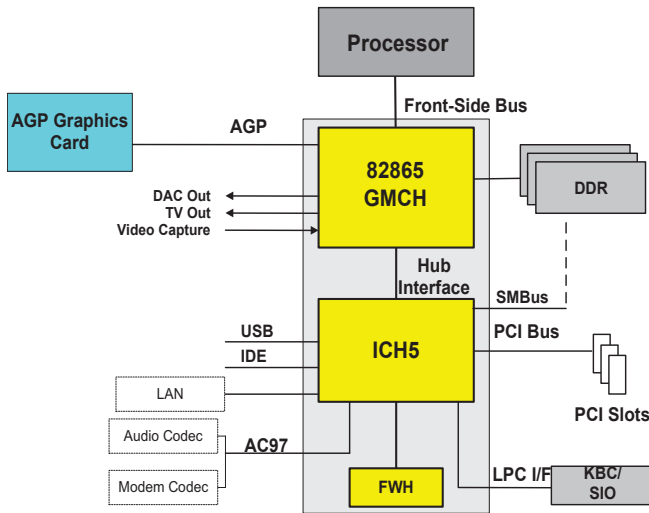 Processor
Front-Side Bus
AGP Graphics
Card
AGP
82865
GMCH
DDR
DAC Out
TV Out
Video Capture
Hub
Interface
SMBus
USB
IDE
ICH5
PCI Bus
LAN
PCI Slots
Audio Codec
AC97
Modem Codec
FWH
LPC I/F
KBC/
SIO